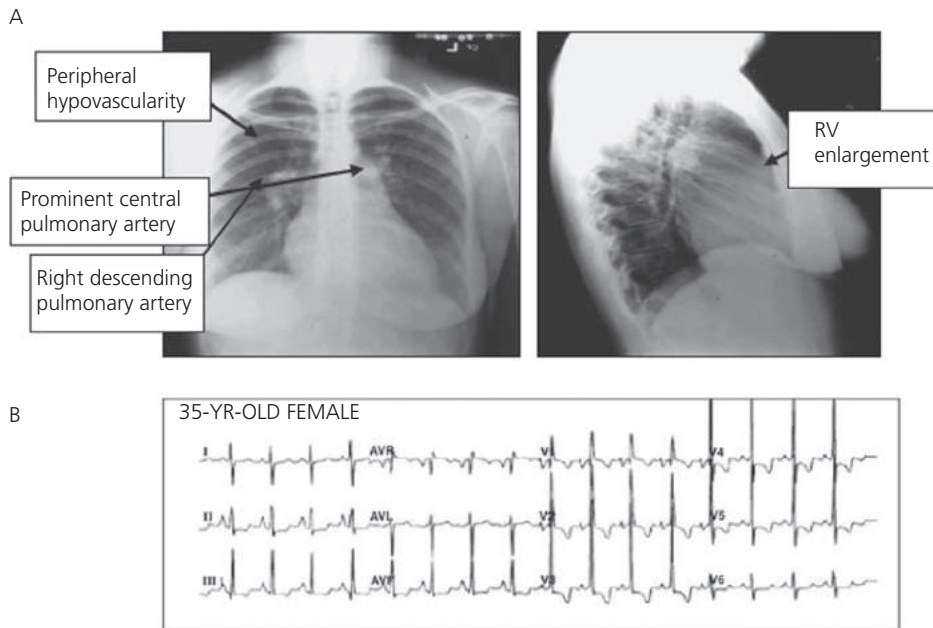 A
Peripheral
hypovascularity
Prominent central
pulmonary artery
Right descending
pulmonary artery
RV
enlargement
L
B
35-YR-OLD FEMALE
I
AVR
V1
V4
II
AVL
V2
V5
III
AVF
V3
V6